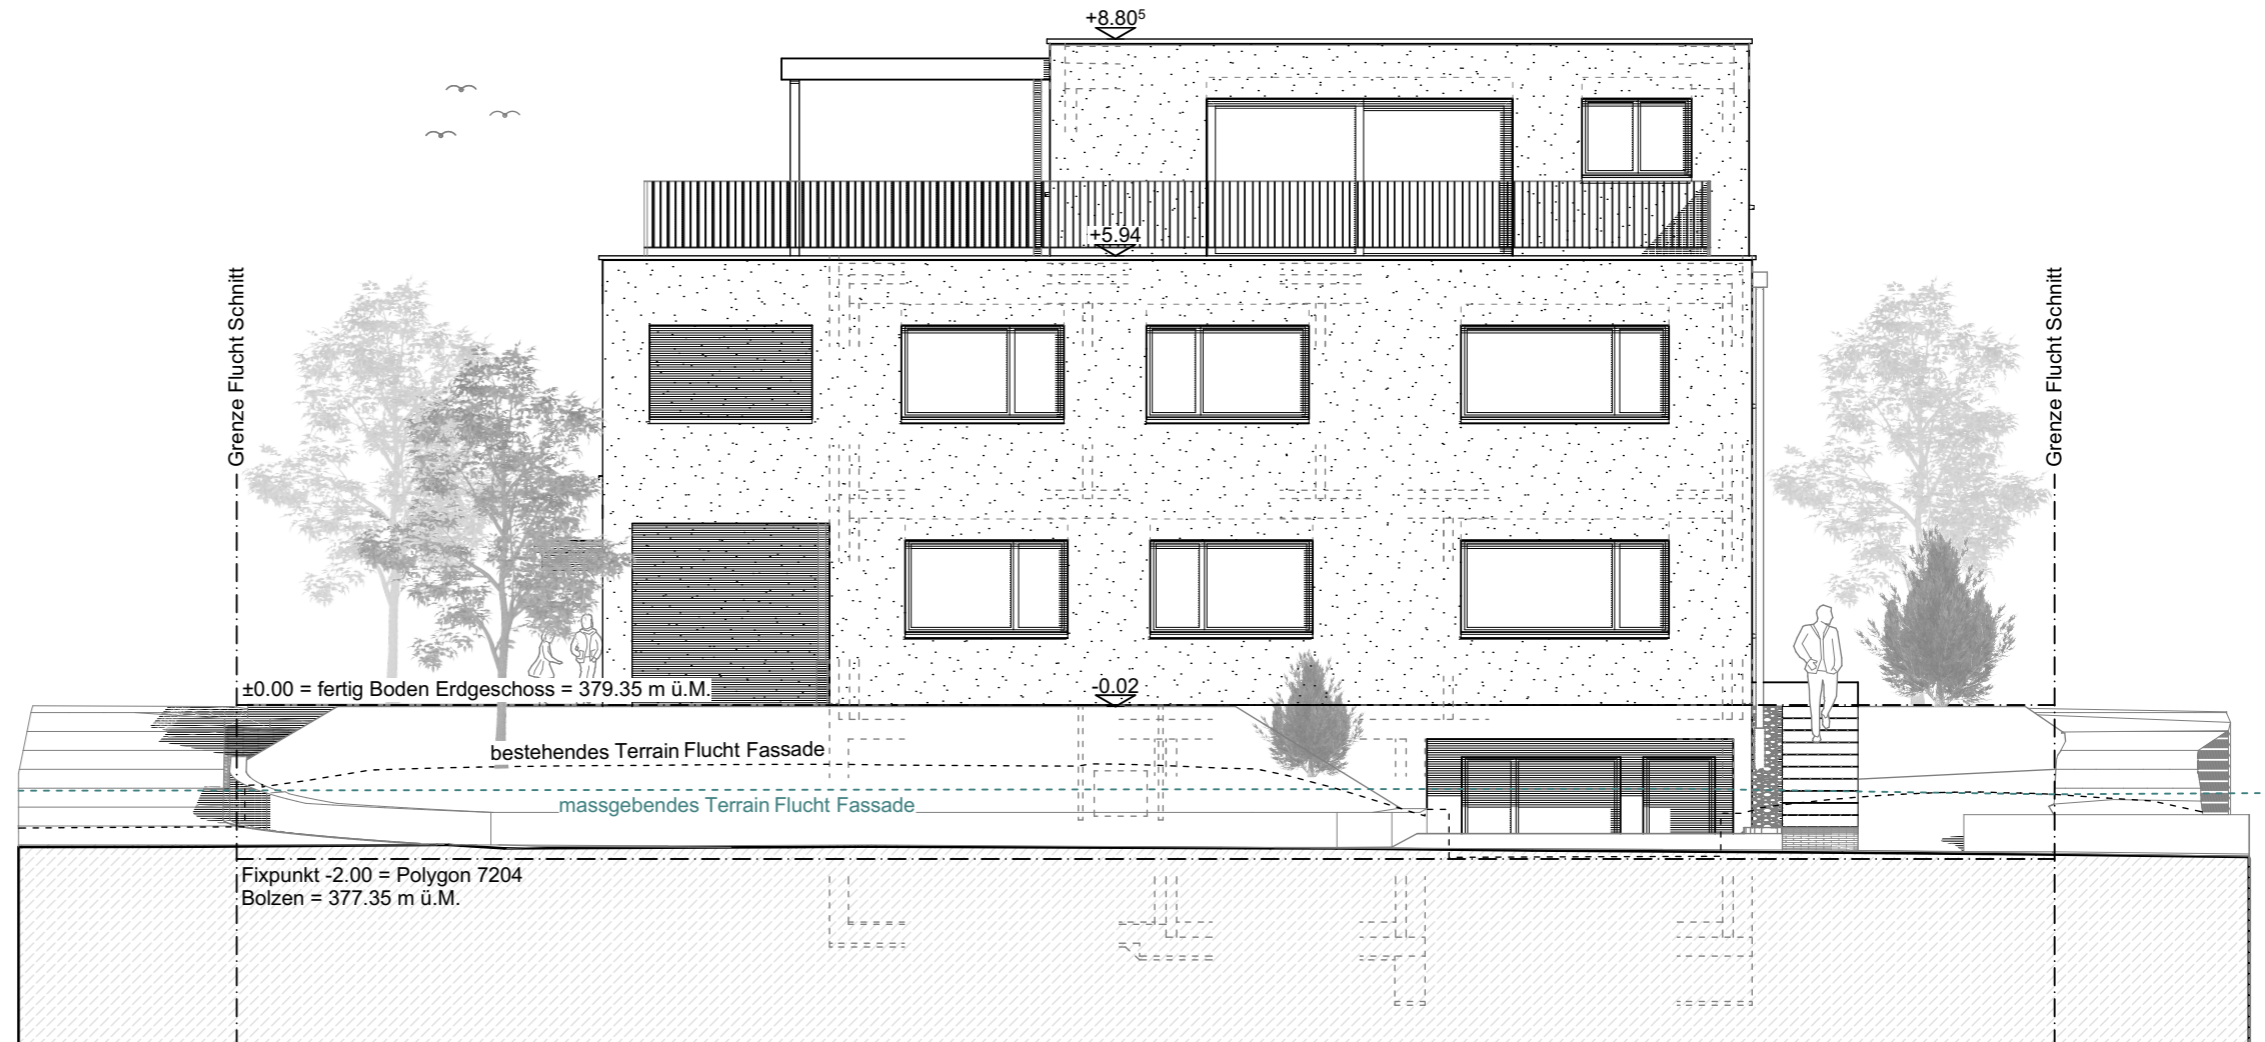 +8.80⁵
+5.94
Grenze Flucht Schnitt
Grenze Flucht Schnitt
±0.00 = fertig Boden Erdgeschoss = 379.35 m ü.M.
-0.02
bestehendes Terrain Flucht Fassade
massgebendes Terrain Flucht Fassade
Fixpunkt -2.00 = Polygon 7204
Bolzen = 377.35 m ü.M.